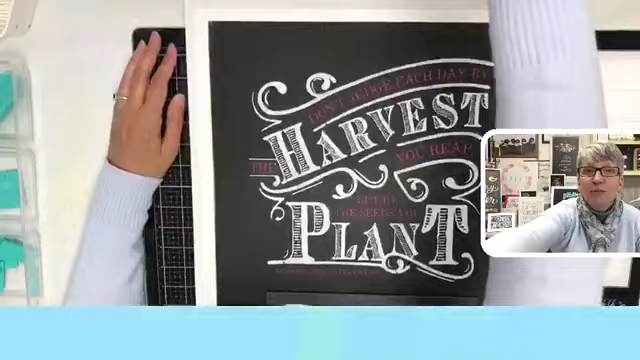 DON'T JUDGE EACH DAY BY
THE HARVEST
YOU REAP
BUT BY
THE SEEDS YOU
PLANT